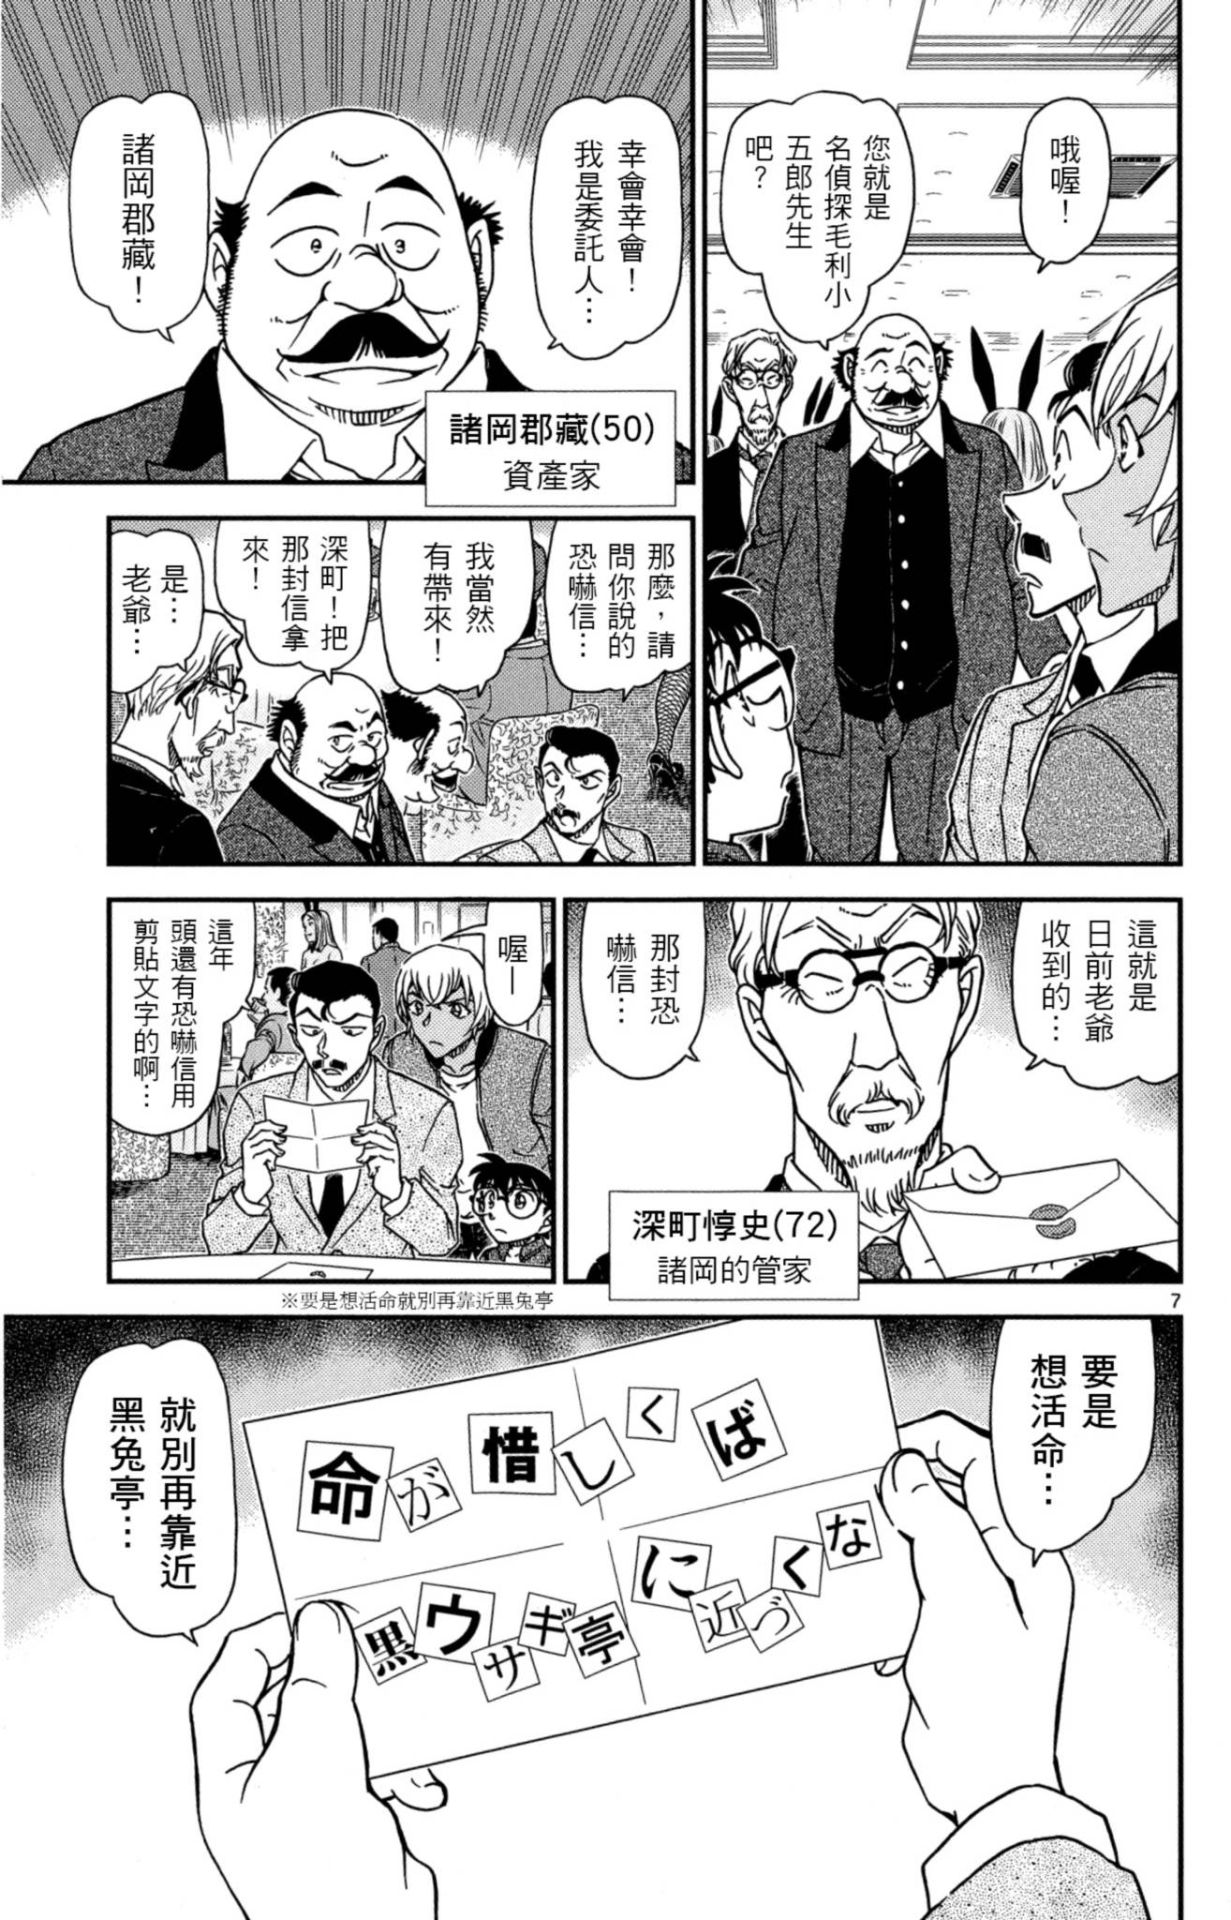 哦喔！
您就是
名偵探毛利小
五郎先生
吧？
幸會幸會！
我是委託人…
諸岡郡藏！
諸岡郡藏(50)
資產家
那麼，請
問你說的
恐嚇信…
我當然
有帶來！
深町！把
那封信拿
來！
是…
老爺…
這就是
日前老爺
收到的…
那封恐
嚇信…
深町惇史(72)
諸岡的管家
喔—
這年
頭還有恐嚇信用
剪貼文字的啊…
※要是想活命就別再靠近黑兔亭
7
要是
想活命…
命が惜しくば
黒ウサギ亭に近づくな
就別再靠近
黑兔亭…